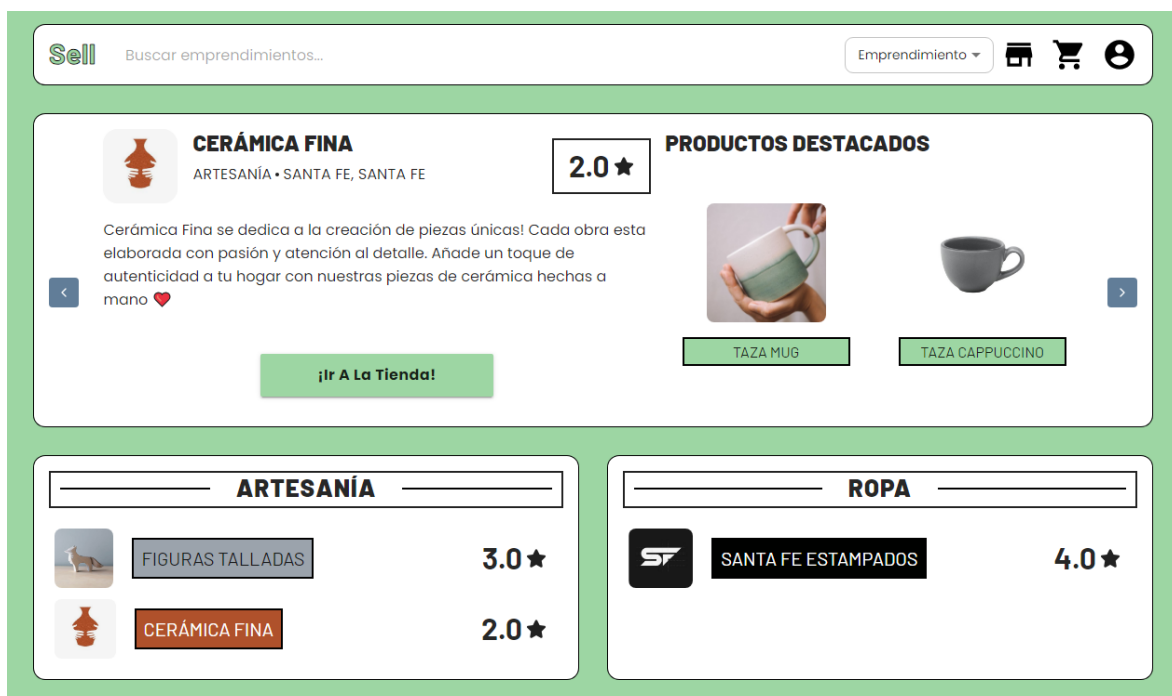 Sell
Buscar emprendimientos...
Emprendimiento
CERÁMICA FINA
ARTESANÍA • SANTA FE, SANTA FE
2.0
Cerámica Fina se dedica a la creación de piezas únicas! Cada obra esta
elaborada con pasión y atención al detalle. Añade un toque de
autenticidad a tu hogar con nuestras piezas de cerámica hechas a
mano ❤️
¡Ir A La Tienda!
PRODUCTOS DESTACADOS
TAZA MUG
TAZA CAPPUCCINO
ARTESANÍA
FIGURAS TALLADAS
3.0
CERÁMICA FINA
2.0
ROPA
SF
SANTA FE ESTAMPADOS
4.0